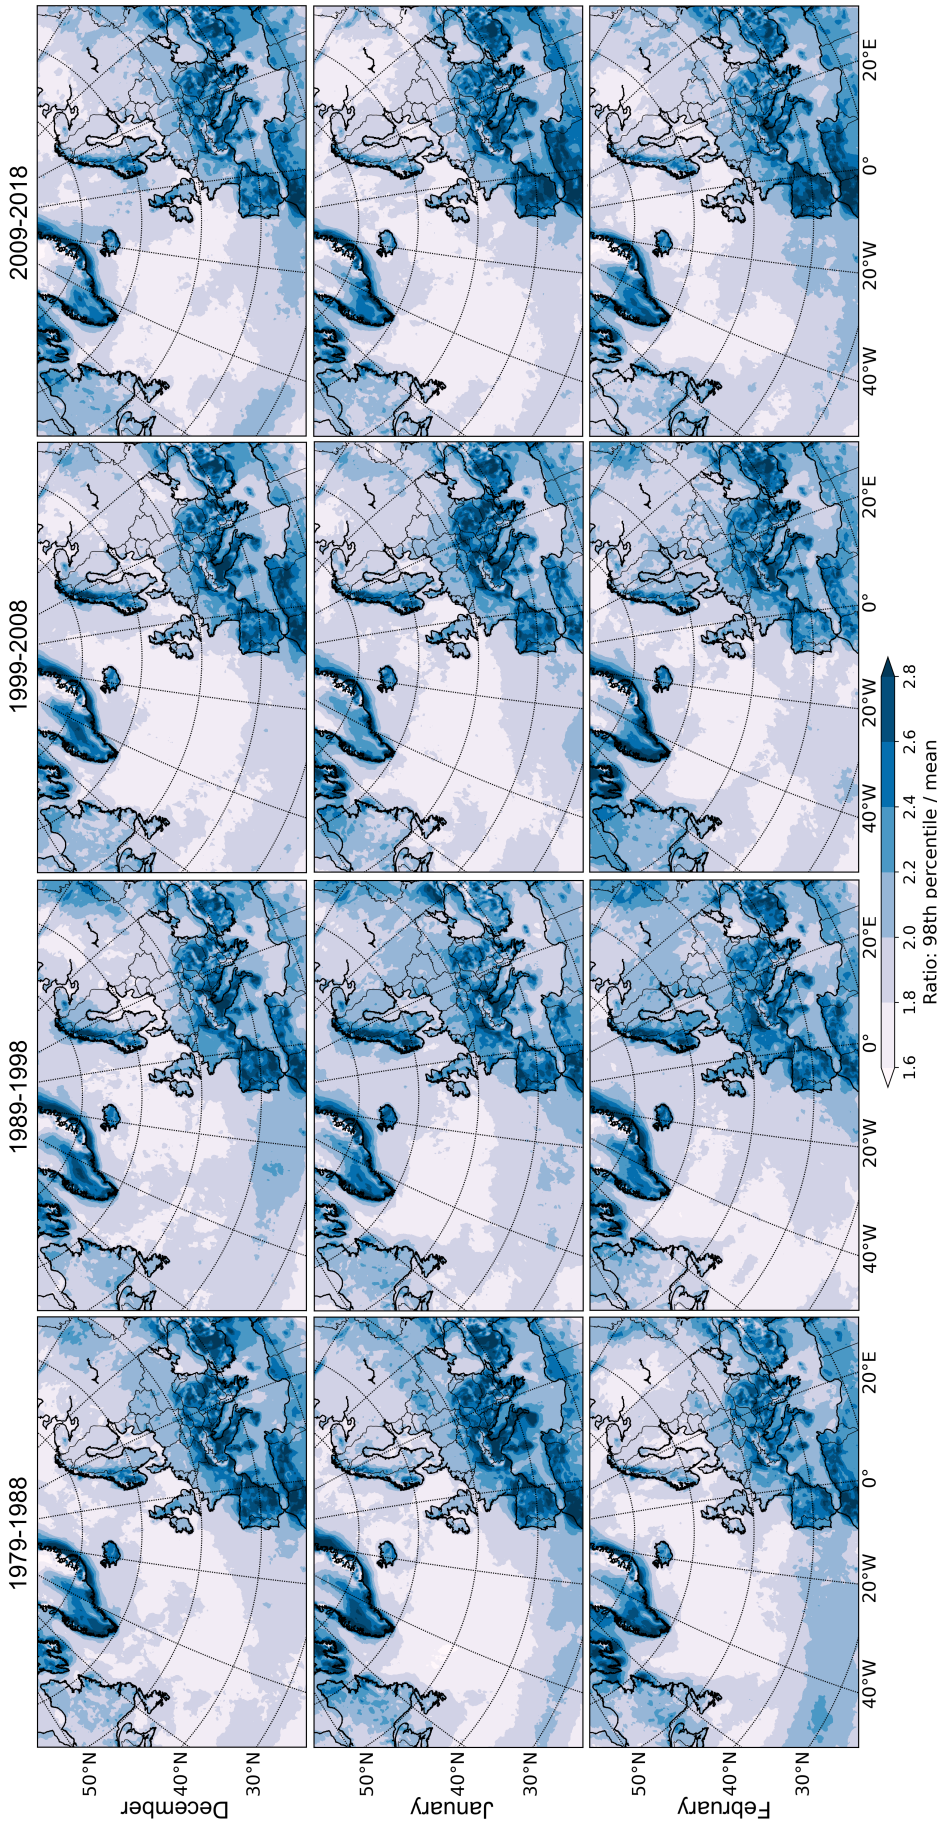 1979-1988 1989-1998 1999-2008 2009-2018
December
50°N
40°N
30°N
January
50°N
40°N
30°N
February
50°N
40°N
30°N
40°W 20°W 0° 20°E 40°W 20°W 0° 20°E 40°W 20°W 0° 20°E 40°W 20°W 0° 20°E
1.6 1.8 2.0 2.2 2.4 2.6 2.8
Ratio: 98th percentile / mean